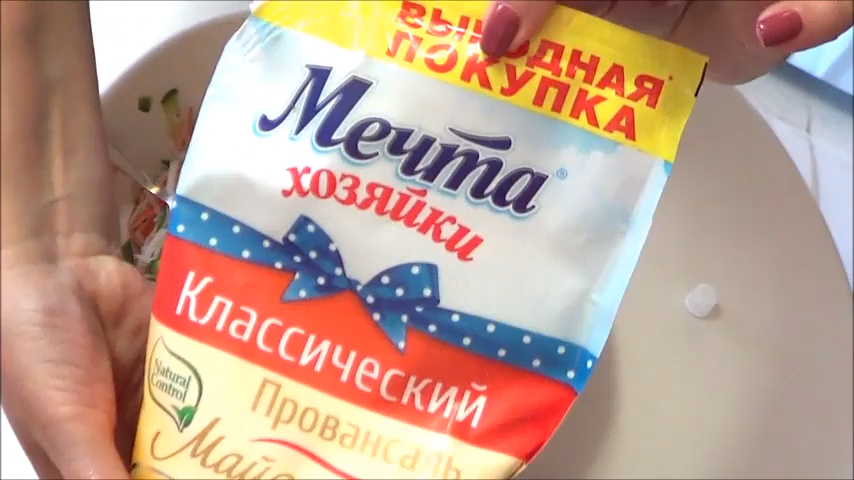 ВЫГОДНАЯ
ПОКУПКА
Мечта®
хозяйки
Классический
Natural
Control
Провансаль